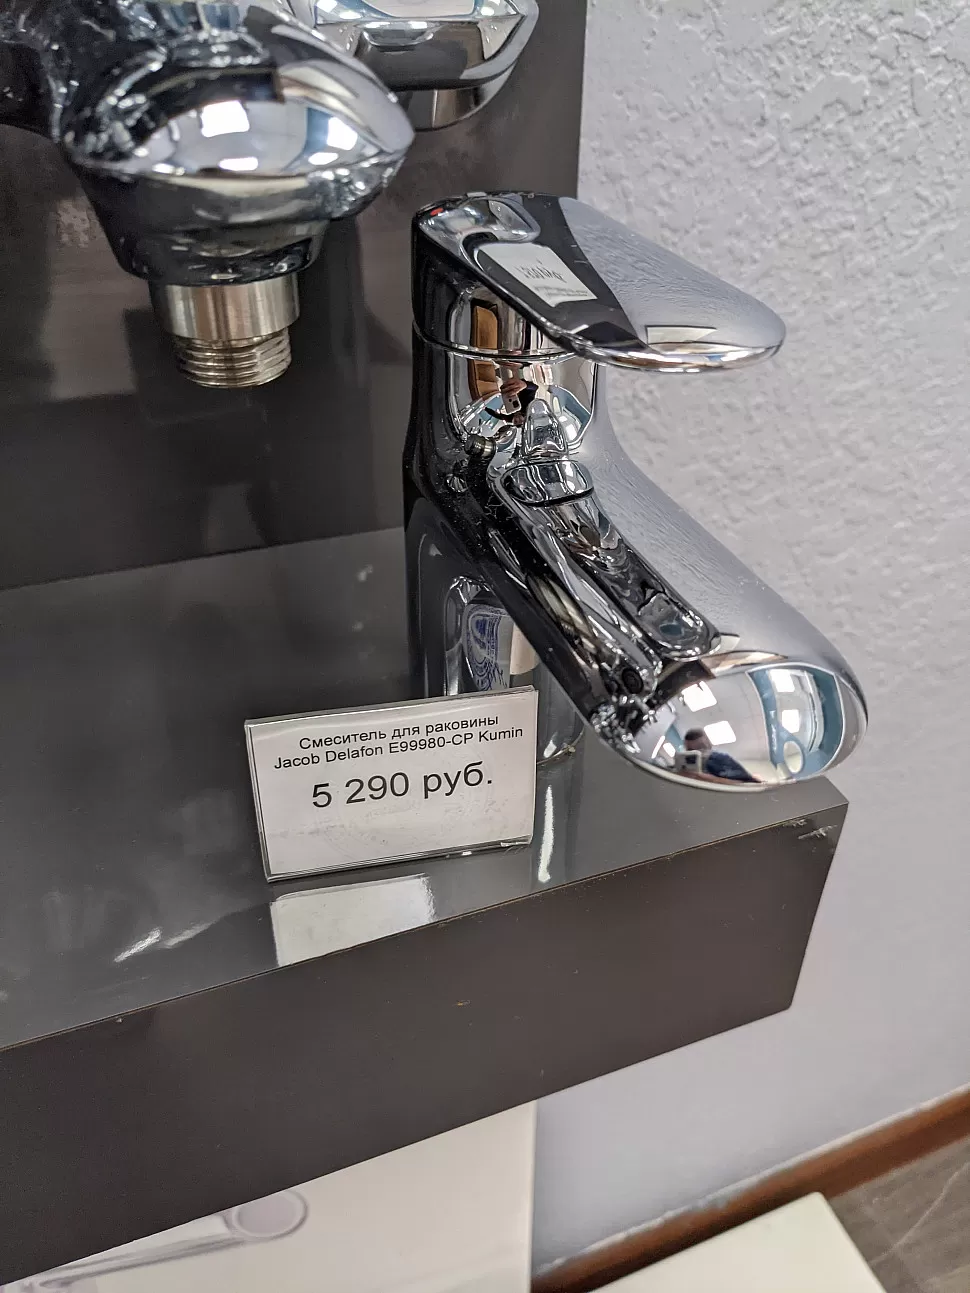 Смеситель для раковины
Jacob Delafon E99980-CP Kumin
5 290 руб.